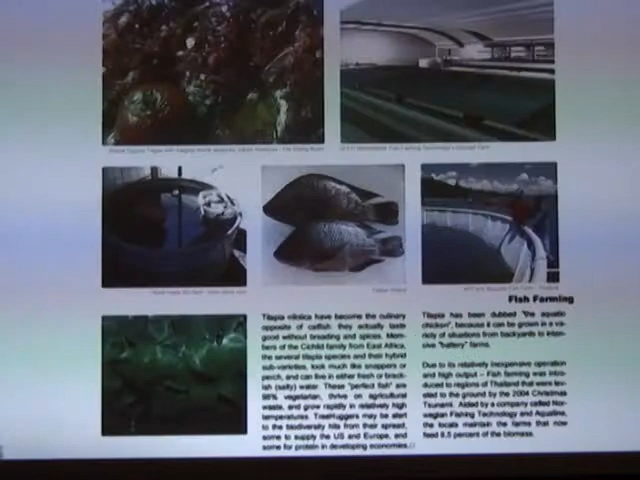 Fish Farming
Tilapia nilotica have become the culinary
opposite of catfish: they actually taste
good without breading and spices. Mem-
bers of the Cichlid family from East Africa,
the several tilapia species and their hybrid
sub-varieties, look much like snappers or
perch, and can live in either fresh or brack-
ish (salty) water. These "perfect fish" are
98% vegetarian, thrive on agricultural
waste, and grow rapidly in relatively high
temperatures. TreeHuggers may be alert
to the biodiversity hits from their spread,
some to supply the US and Europe, and
some for protein in developing economies.
Tilapia has been dubbed "the aquatic
chicken", because it can be grown in a va-
riety of situations from backyards to inten-
sive "battery" farms.
Due to its relatively inexpensive operation
and high output – Fish farming was intro-
duced to regions of Thailand that were lev-
eled to the ground by the 2004 Christmas
Tsunami. Aided by a company called Nor-
wegian Fishing Technology and Aqualine,
the locals maintain the farms that now
feed 8.5 percent of the biomass.